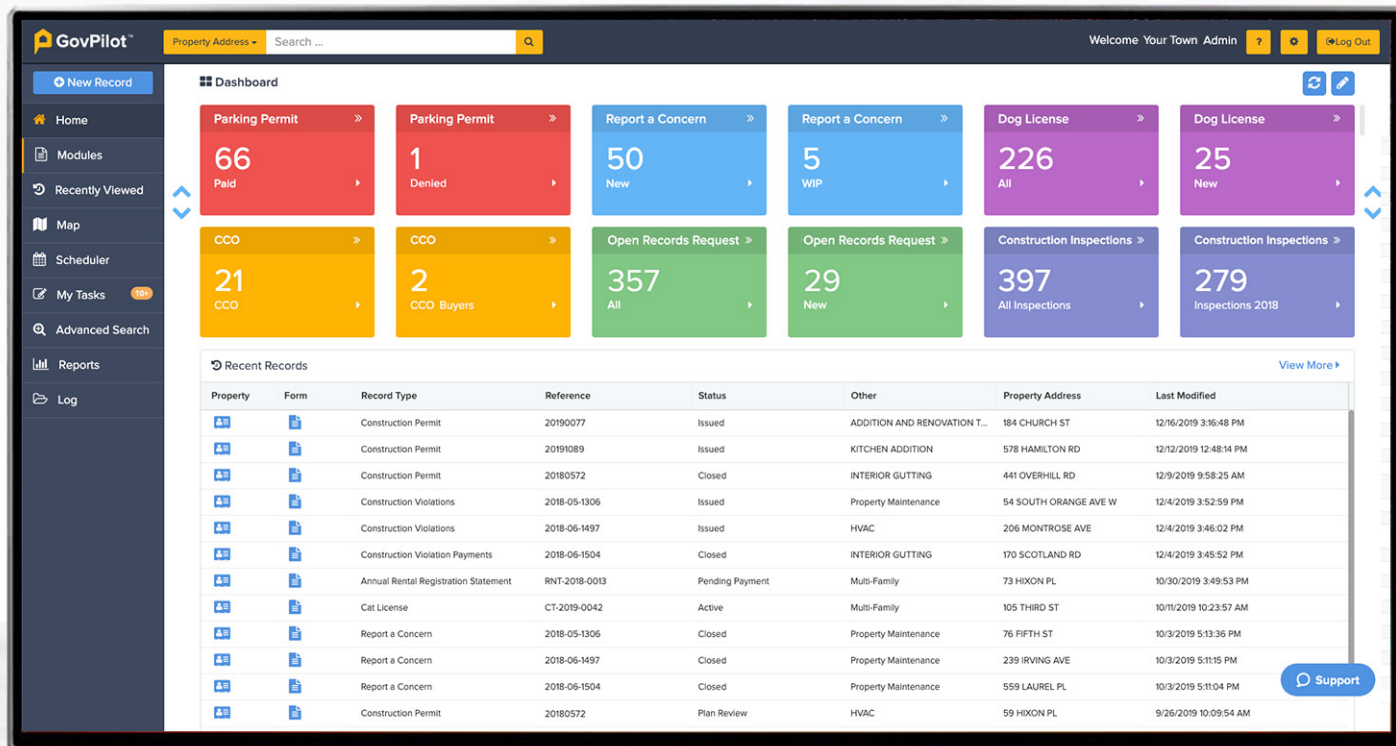 GovPilot™
Property Address
Search ...
Welcome Your Town Admin
?
Log Out
New Record
Home
Modules
Recently Viewed
Map
Scheduler
My Tasks 10+
Advanced Search
Reports
Log
Dashboard
Parking Permit »
66
Paid
Parking Permit »
1
Denied
Report a Concern »
50
New
Report a Concern »
5
WIP
Dog License »
226
All
Dog License »
25
New
CCO »
21
CCO
CCO »
2
CCO Buyers
Open Records Request »
357
All
Open Records Request »
29
New
Construction Inspections »
397
All Inspections
Construction Inspections »
279
Inspections 2018
Recent Records
View More
Property Form Record Type Reference Status Other Property Address Last Modified
Construction Permit 20190077 Issued ADDITION AND RENOVATION T... 184 CHURCH ST 12/16/2019 3:16:48 PM
Construction Permit 20191089 Issued KITCHEN ADDITION 578 HAMILTON RD 12/12/2019 12:48:14 PM
Construction Permit 20180572 Closed INTERIOR GUTTING 441 OVERHILL RD 12/9/2019 9:58:25 AM
Construction Violations 2018-05-1306 Issued Property Maintenance 54 SOUTH ORANGE AVE W 12/4/2019 3:52:59 PM
Construction Violations 2018-06-1497 Issued HVAC 206 MONTROSE AVE 12/4/2019 3:46:02 PM
Construction Violation Payments 2018-06-1504 Closed INTERIOR GUTTING 170 SCOTLAND RD 12/4/2019 3:45:52 PM
Annual Rental Registration Statement RNT-2018-0013 Pending Payment Multi-Family 73 HIXON PL 10/30/2019 3:49:53 PM
Cat License CT-2019-0042 Active Multi-Family 105 THIRD ST 10/11/2019 10:23:57 AM
Report a Concern 2018-05-1306 Closed Property Maintenance 76 FIFTH ST 10/3/2019 5:13:36 PM
Report a Concern 2018-06-1497 Closed Property Maintenance 239 IRVING AVE 10/3/2019 5:11:15 PM
Report a Concern 2018-06-1504 Closed Property Maintenance 559 LAUREL PL 10/3/2019 5:11:04 PM
Construction Permit 20180572 Plan Review HVAC 59 HIXON PL 9/26/2019 10:09:54 AM
Support